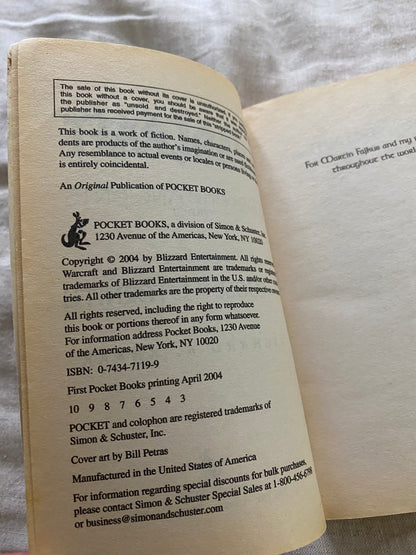 The sale of this book without its cover is unauthorized. If
this book without a cover, you should be aware that it
the publisher as "unsold and destroyed." Neither
publisher has received payment for the sale of this "stripped
This book is a work of fiction. Names, characters, places
dents are products of the author's imagination or are used
Any resemblance to actual events or locales or persons
is entirely coincidental.
An Original Publication of POCKET BOOKS
POCKET BOOKS, a division of Simon & Schuster, Inc.
1230 Avenue of the Americas, New York, NY 10020
Copyright © 2004 by Blizzard Entertainment.
Warcraft and Blizzard Entertainment are trademarks or
trademarks of Blizzard Entertainment in the U.S. and/or other
tries. All other trademarks are the property of their respective
All rights reserved, including the right to reproduce
this book or portions thereof in any form whatsoever.
For information address Pocket Books, 1230 Avenue
of the Americas, New York, NY 10020
ISBN: 0-7434-7119-9
First Pocket Books printing April 2004
10 9 8 7 6 5 4 3
POCKET and colophon are registered trademarks of
Simon & Schuster, Inc.
Cover art by Bill Petras
Manufactured in the United States of America
For information regarding special discounts for bulk purchases,
please contact Simon & Schuster Special Sales at 1-800-456-6798
or business@simonandschuster.com
For Marcin Fajkus and my
throughout the world